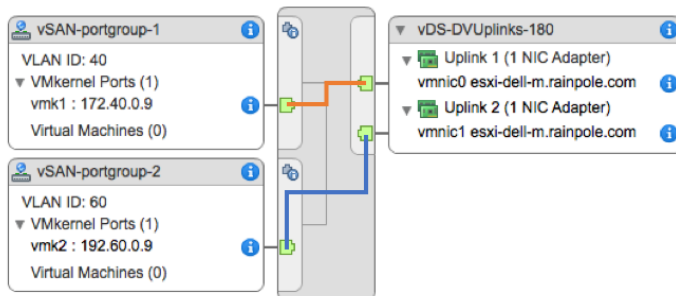 vSAN-portgroup-1
VLAN ID: 40
VMkernel Ports (1)
vmk1 : 172.40.0.9
Virtual Machines (0)
vSAN-portgroup-2
VLAN ID: 60
VMkernel Ports (1)
vmk2 : 192.60.0.9
Virtual Machines (0)
vDS-DVUplinks-180
Uplink 1 (1 NIC Adapter)
vmnic0 esxi-dell-m.rainpole.com
Uplink 2 (1 NIC Adapter)
vmnic1 esxi-dell-m.rainpole.com